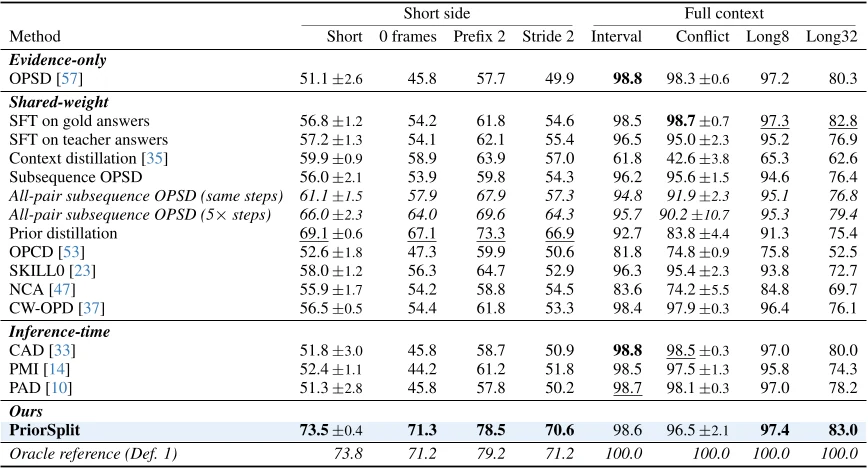 Short side Full context
Method Short 0 frames Prefix 2 Stride 2 Interval Conflict Long8 Long32
Evidence-only
OPSD [57] 51.1 ±2.6 45.8 57.7 49.9 98.8 98.3 ±0.6 97.2 80.3
Shared-weight
SFT on gold answers 56.8 ±1.2 54.2 61.8 54.6 98.5 98.7 ±0.7 97.3 82.8
SFT on teacher answers 57.2 ±1.3 54.1 62.1 55.4 96.5 95.0 ±2.3 95.2 76.9
Context distillation [35] 59.9 ±0.9 58.9 63.9 57.0 61.8 42.6 ±3.8 65.3 62.6
Subsequence OPSD 56.0 ±2.1 53.9 59.8 54.3 96.2 95.6 ±1.5 94.6 76.4
All-pair subsequence OPSD (same steps) 61.1 ±1.5 57.9 67.9 57.3 94.8 91.9 ±2.3 95.1 76.8
All-pair subsequence OPSD (5× steps) 66.0 ±2.3 64.0 69.6 64.3 95.7 90.2 ±10.7 95.3 79.4
Prior distillation 69.1 ±0.6 67.1 73.3 66.9 92.7 83.8 ±4.4 91.3 75.4
OPCD [53] 52.6 ±1.8 47.3 59.9 50.6 81.8 74.8 ±0.9 75.8 52.5
SKILL0 [23] 58.0 ±1.2 56.3 64.7 52.9 96.3 95.4 ±2.3 93.8 72.7
NCA [47] 55.9 ±1.7 54.2 58.8 54.5 83.6 74.2 ±5.5 84.8 69.7
CW-OPD [37] 56.5 ±0.5 54.4 61.8 53.3 98.4 97.9 ±0.3 96.4 76.1
Inference-time
CAD [33] 51.8 ±3.0 45.8 58.7 50.9 98.8 98.5 ±0.3 97.0 80.0
PMI [14] 52.4 ±1.1 44.2 61.2 51.8 98.5 97.5 ±1.3 95.8 74.3
PAD [10] 51.3 ±2.8 45.8 57.8 50.2 98.7 98.1 ±0.3 97.0 78.2
Ours
PriorSplit 73.5 ±0.4 71.3 78.5 70.6 98.6 96.5 ±2.1 97.4 83.0
Oracle reference (Def. 1) 73.8 71.2 79.2 71.2 100.0 100.0 100.0 100.0